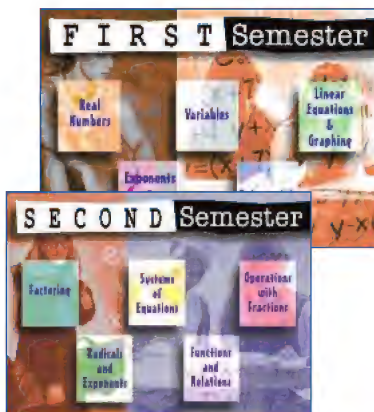 FIRST Semester
Real
Numbers
Variables
Linear
Equations
&
Graphing
Exponents
SECOND Semester
Factoring
Systems
of
Equations
Operations
with
Fractions
Radicals
and
Exponents
Functions
and
Relations